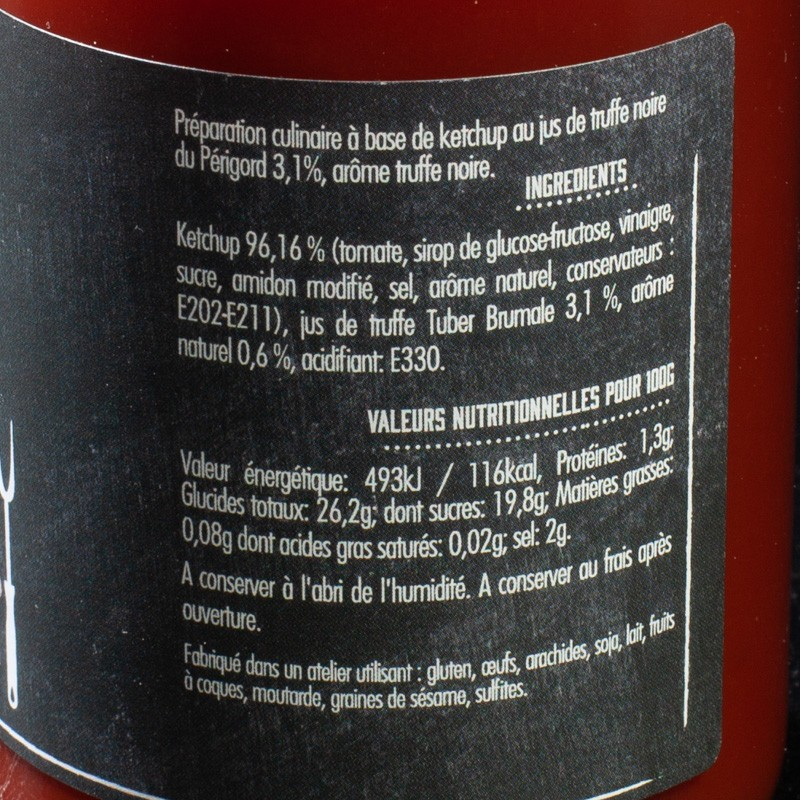 Préparation culinaire à base de ketchup au jus de truffe noire
du Périgord 3,1%, arôme truffe noire.
INGREDIENTS
Ketchup 96,16 % (tomate, sirop de glucose-fructose, vinaigre,
sucre, amidon modifié, sel, arôme naturel, conservateurs :
E202-E211), jus de truffe Tuber Brumale 3,1 %, arôme
naturel 0,6 %, acidifiant: E330.
VALEURS NUTRITIONNELLES POUR 100G
Valeur énergétique: 493kJ / 116kcal, Protéines: 1,3g;
Glucides totaux: 26,2g; dont sucres: 19,8g; Matières grasses:
0,08g dont acides gras saturés: 0,02g; sel: 2g.
A conserver à l'abri de l'humidité. A conserver au frais après
ouverture.
Fabriqué dans un atelier utilisant : gluten, œufs, arachides, soja, lait, fruits
à coques, moutarde, graines de sésame, sulfites.